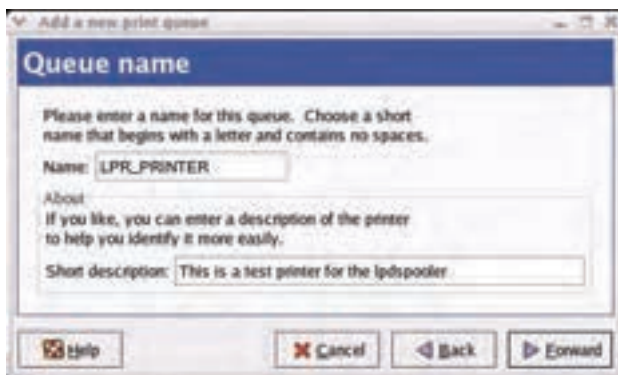 Add a new print queue
Queue name
Please enter a name for this queue. Choose a short
name that begins with a letter and contains no spaces.
Name: LPR_PRINTER
About
If you like, you can enter a description of the printer
to help you identify it more easily.
Short description: This is a test printer for the lpdspooler
Help Cancel Back Forward